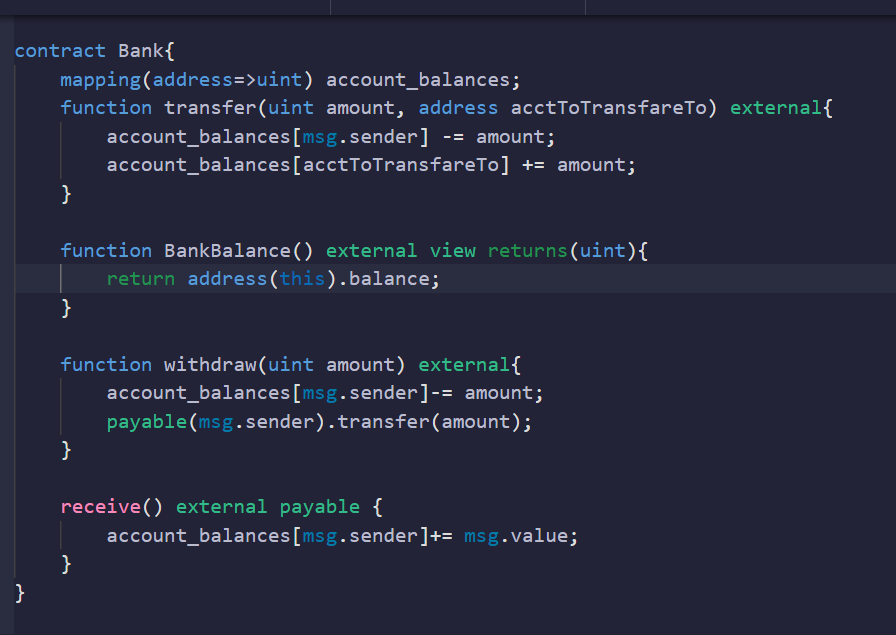 contract Bank{
mapping(address=>uint) account_balances;
function transfer(uint amount, address acctToTransfareTo) external{
account_balances[msg.sender] -= amount;
account_balances[acctToTransfareTo] += amount;
}
function BankBalance() external view returns(uint){
return address(this).balance;
}
function withdraw(uint amount) external{
account_balances[msg.sender]-= amount;
payable(msg.sender).transfer(amount);
}
receive() external payable {
account_balances[msg.sender]+= msg.value;
}
}